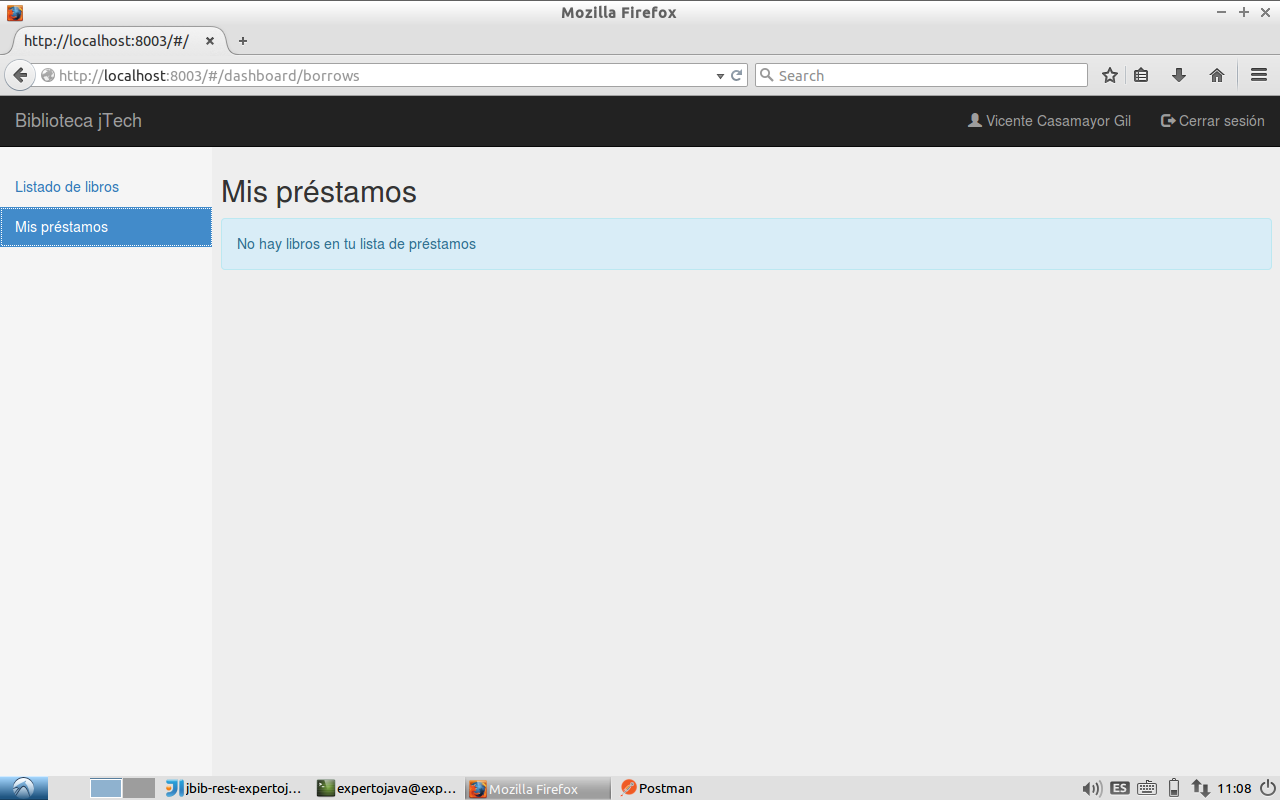 Mozilla Firefox
http://localhost:8003/#/
http://localhost:8003/#/dashboard/borrows
Search
Biblioteca jTech
Vicente Casamayor Gil
Cerrar sesión
Listado de libros
Mis préstamos
Mis préstamos
No hay libros en tu lista de préstamos
jbib-rest-expertoj...
expertojava@exp...
Mozilla Firefox
Postman
ES
11:08